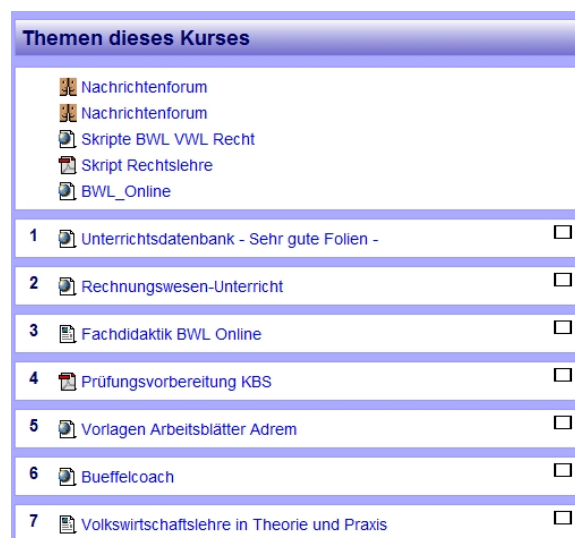 Themen dieses Kurses
Nachrichtenforum
Nachrichtenforum
Skripte BWL VWL Recht
Skript Rechtslehre
BWL_Online
1 Unterrichtsdatenbank - Sehr gute Folien -
2 Rechnungswesen-Unterricht
3 Fachdidaktik BWL Online
4 Prüfungsvorbereitung KBS
5 Vorlagen Arbeitsblätter Adrem
6 Bueffelcoach
7 Volkswirtschaftslehre in Theorie und Praxis